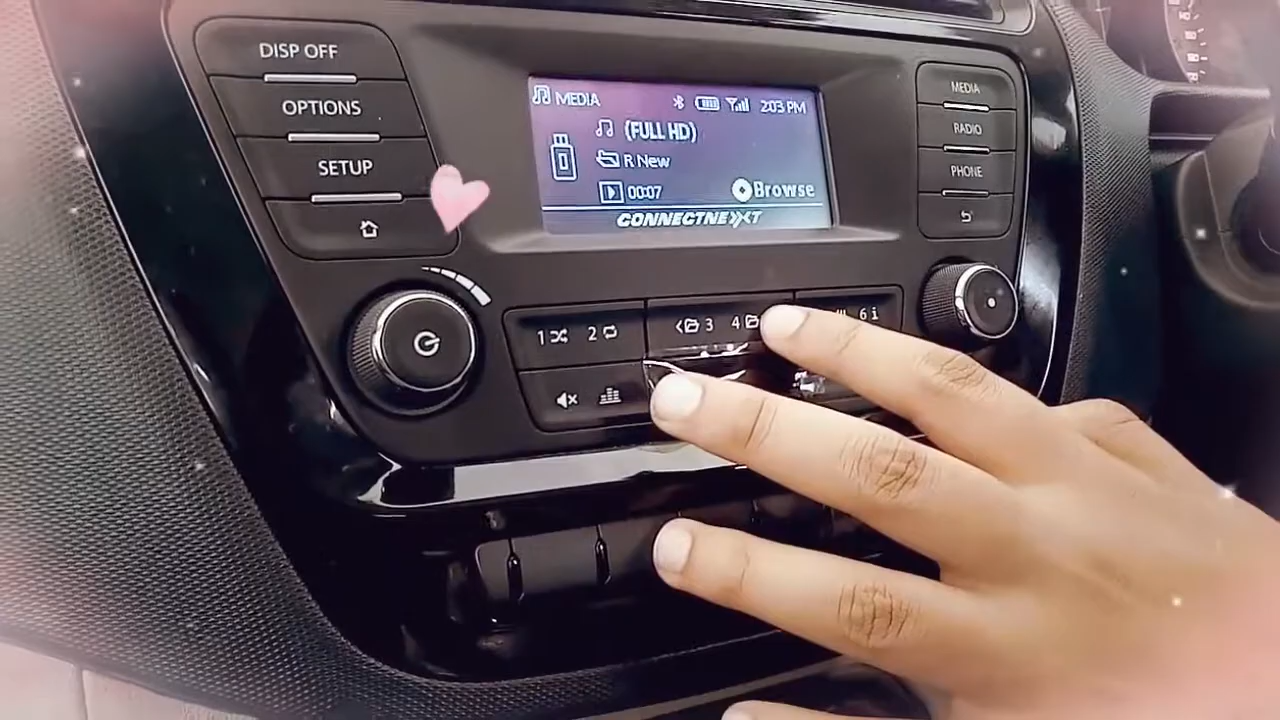 DISP OFF
OPTIONS
SETUP
MEDIA
2:03 PM
(FULL HD)
R New
00:07
Browse
CONNECTNEXT
MEDIA
RADIO
PHONE
1 2
3 4
6 i